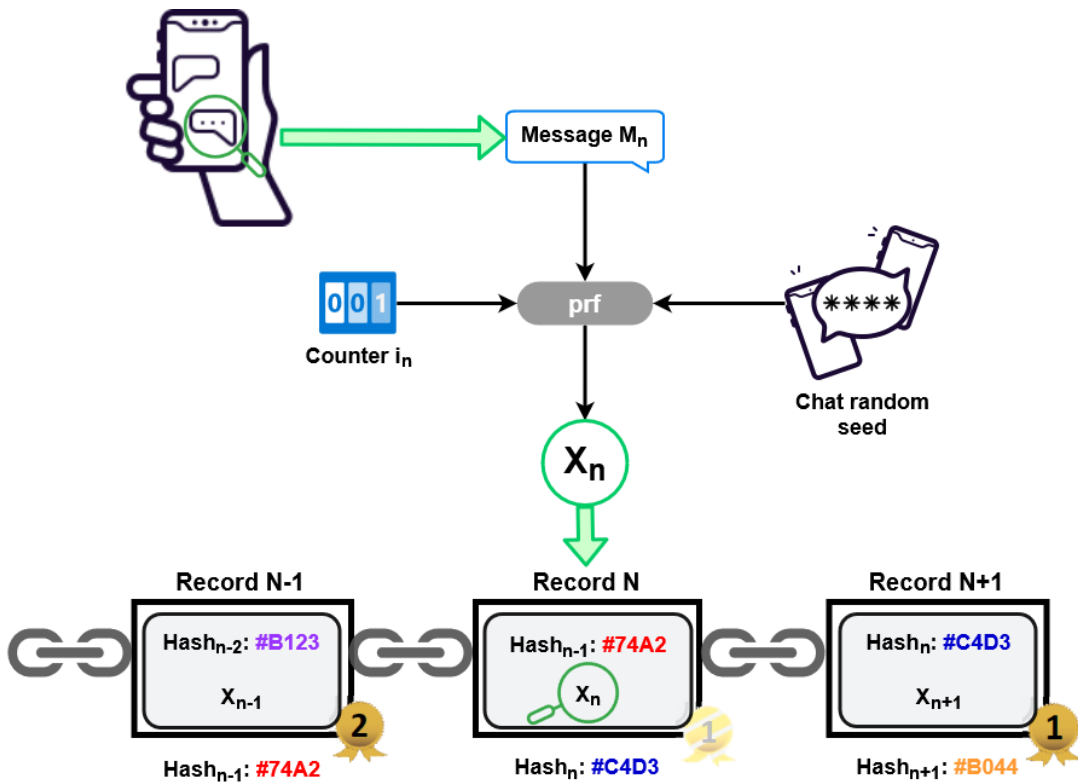 Message Mₙ
001
prf
****
Counter iₙ
Chat random
seed
Xₙ
Record N-1
Record N
Record N+1
Hashₙ₋₂: #B123
Hashₙ₋₁: #74A2
Hashₙ: #C4D3
Xₙ₋₁
Xₙ
Xₙ₊₁
2
1
1
Hashₙ₋₁: #74A2
Hashₙ: #C4D3
Hashₙ₊₁: #B044